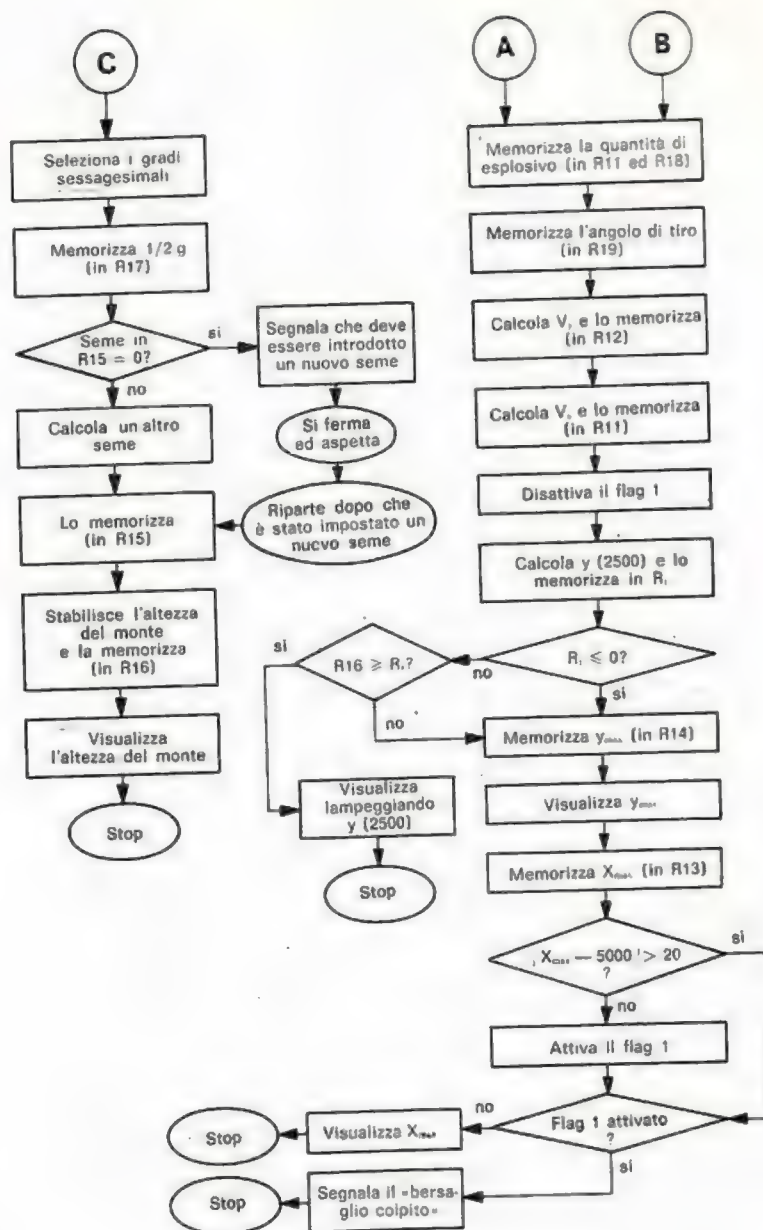 C
Seleziona i gradi
sessagesimali
Memorizza 1/2 g
(in R17)
Seme in
R15 = 0?
si
no
Segnala che deve
essere introdotto
un nuovo seme
Si ferma
ed aspetta
Riparte dopo che
è stato impostato un
nuovo seme
Calcola un altro
seme
Lo memorizza
(in R15)
Stabilisce l'altezza
del monte
e la memorizza
(in R16)
Visualizza
l'altezza del monte
Stop
A
B
Memorizza la quantità di
esplosivo (in R11 ed R18)
Memorizza l'angolo di tiro
(in R19)
Calcola V e lo memorizza
(in R12)
Calcola V e lo memorizza
(in R11)
Disattiva il flag 1
Calcola y (2500) e lo
memorizza in R
R ≤ 0?
no
si
R16 ≥ R ?
si
no
Visualizza
lampeggiando
y (2500)
Stop
Memorizza y (in R14)
Visualizza y
Memorizza X (in R13)
X — 5000 > 20
?
si
no
Attiva il flag 1
Flag 1 attivato
?
no
si
Visualizza X
Stop
Segnala il «bersa-
glio colpito»
Stop